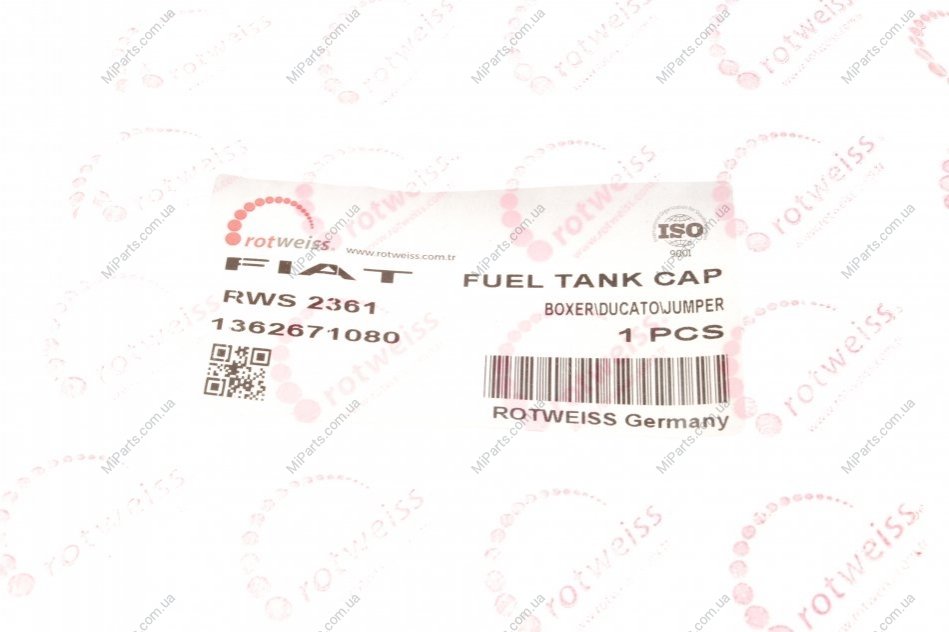 rotweiss
www.rotweiss.com.tr
FIAT
RWS 2361
1362671080
ISO
9001
FUEL TANK CAP
BOXER\DUCATO\JUMPER
1 PCS
ROTWEISS Germany
rotweiss
MiParts.com.ua